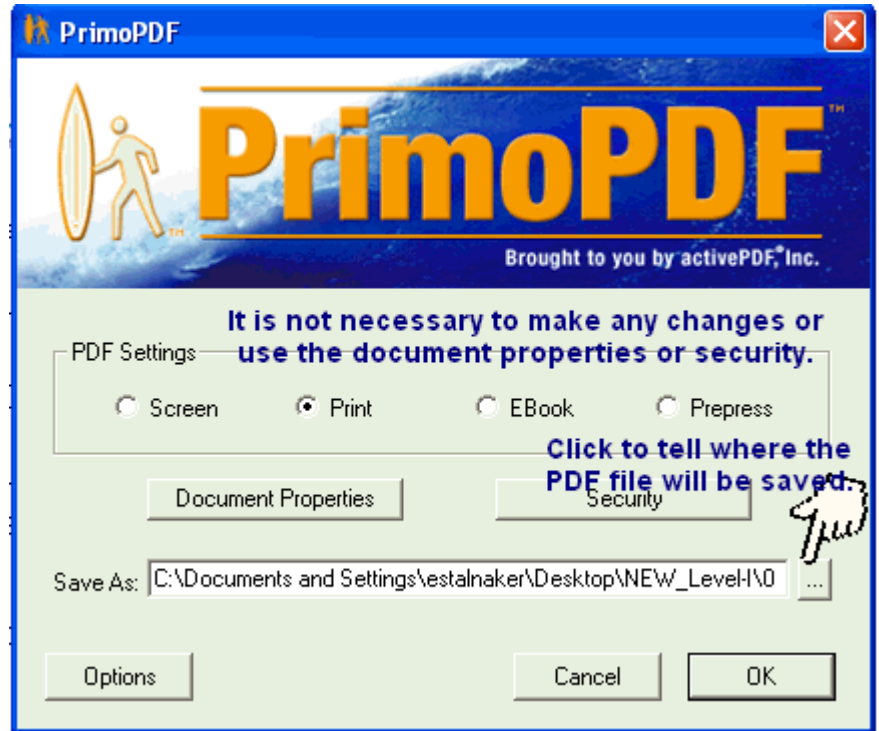 PrimoPDF
PrimoPDF™
TM
Brought to you by activePDF,® Inc.
It is not necessary to make any changes or
use the document properties or security.
PDF Settings
Screen Print EBook Prepress
Click to tell where the
PDF file will be saved.
Document Properties Security
Save As: C:\Documents and Settings\estalnaker\Desktop\NEW_Level-I\0 ...
Options Cancel OK